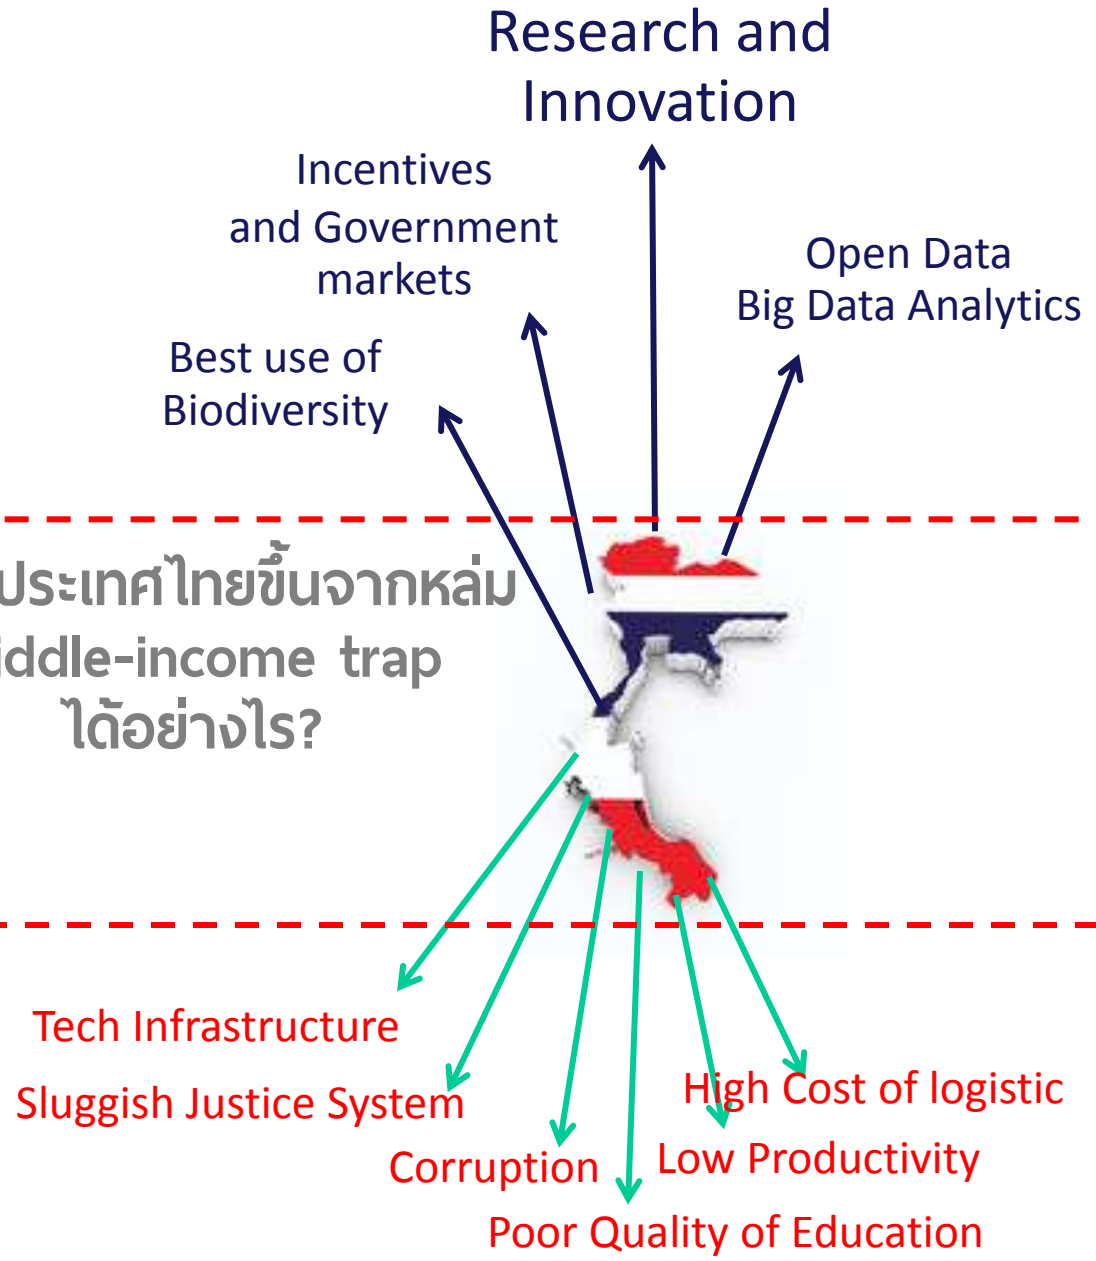 Research and
Innovation
Incentives
and Government
markets
Open Data
Big Data Analytics
Best use of
Biodiversity
ประเทศไทยขึ้นจากหล่ม
iddle-income trap
ได้อย่างไร?
Tech Infrastructure
Sluggish Justice System
High Cost of logistic
Corruption
Low Productivity
Poor Quality of Education